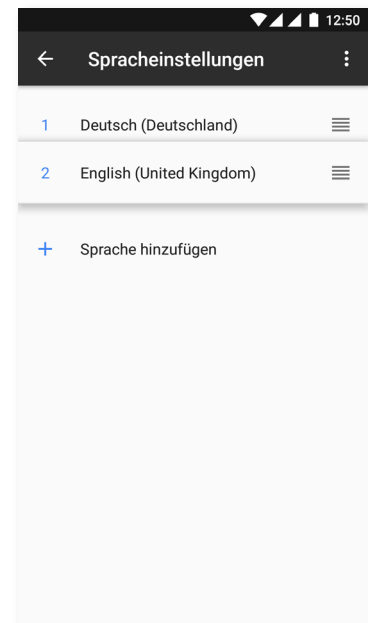 12:50
Spracheinstellungen
1 Deutsch (Deutschland)
2 English (United Kingdom)
+ Sprache hinzufügen